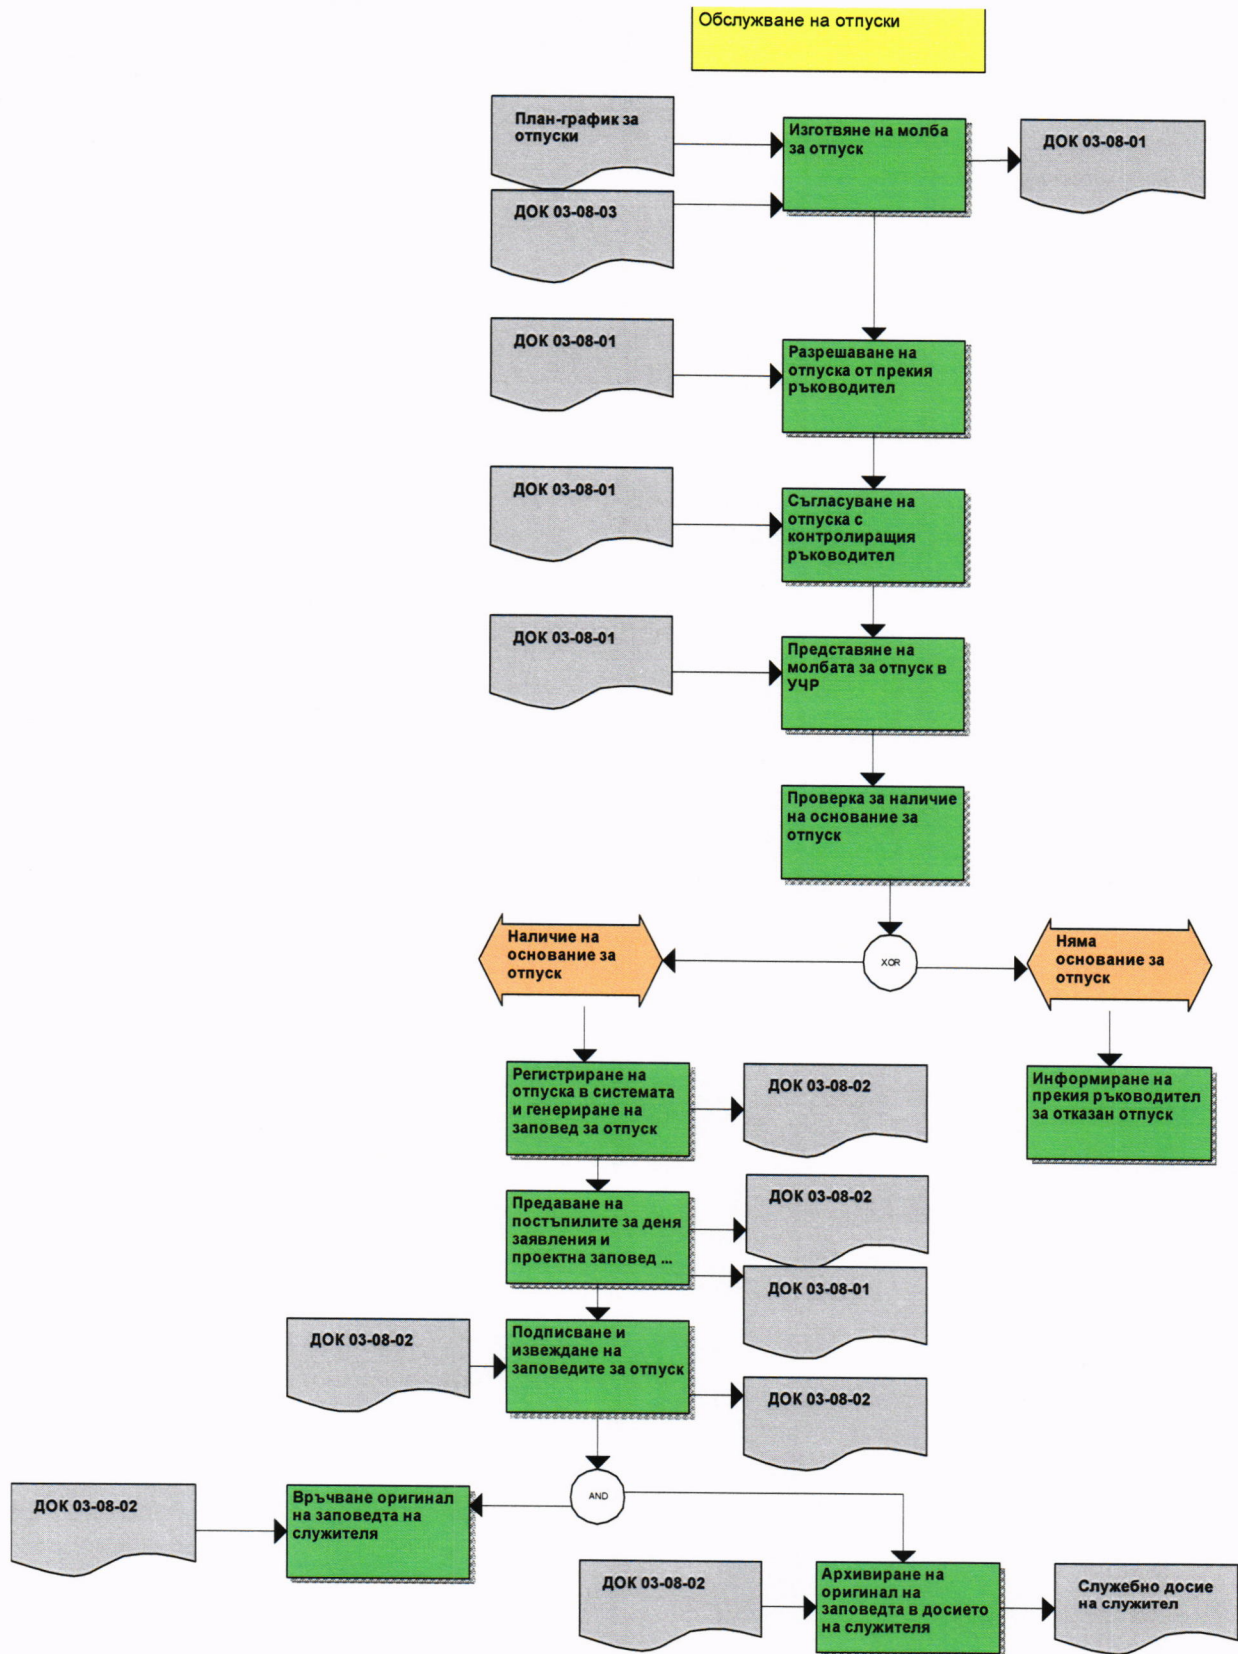 Обслужване на отпуски
План-график за
отпуски
Изготвяне на молба
за отпуск
ДОК 03-08-01
ДОК 03-08-03
ДОК 03-08-01
Разрешаване на
отпуска от прекия
ръководител
ДОК 03-08-01
Съгласуване на
отпуска с
контролиращия
ръководител
ДОК 03-08-01
Представяне на
молбата за отпуск в
УЧР
Проверка за наличие
на основание за
отпуск
Наличие на
основание за
отпуск
XOR
Няма
основание за
отпуск
Регистриране на
отпуска в системата
и генериране на
заповед за отпуск
ДОК 03-08-02
Информиране на
прекия ръководител
за отказан отпуск
Предаване на
постъпилите за деня
заявления и
проектна заповед ...
ДОК 03-08-02
ДОК 03-08-01
ДОК 03-08-02
Подписване и
извеждане на
заповедите за отпуск
ДОК 03-08-02
AND
ДОК 03-08-02
Връчване оригинал
на заповедта на
служителя
ДОК 03-08-02
Архивиране на
оригинал на
заповедта в досието
на служителя
Служебно досие
на служител